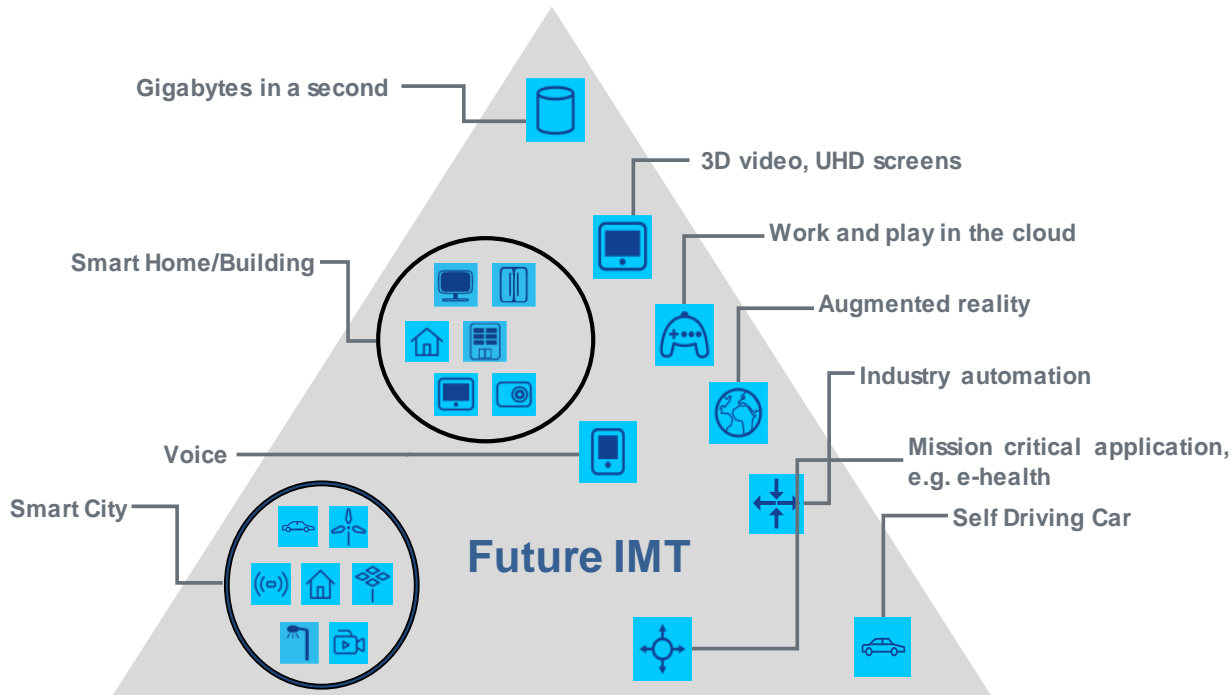 Gigabytes in a second
3D video, UHD screens
Work and play in the cloud
Smart Home/Building
Augmented reality
Industry automation
Voice
Mission critical application,
e.g. e-health
Smart City
Self Driving Car
Future IMT